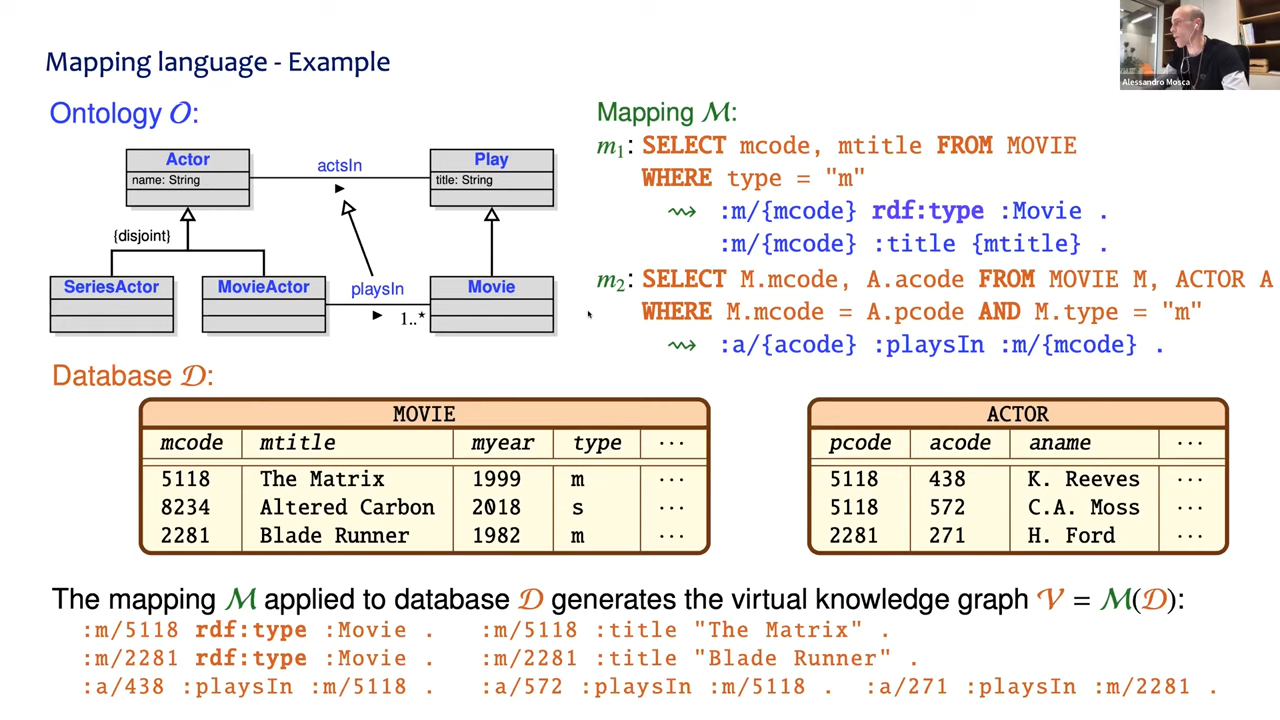 Alessandro Mosca
Mapping language - Example
Ontology O:
Actor
name: String
actsIn
►
Play
title: String
{disjoint}
SeriesActor
MovieActor
playsIn
►
1..*
Movie
Mapping M:
m₁: SELECT mcode, mtitle FROM MOVIE
WHERE type = "m"
⇝ :m/{mcode} rdf:type :Movie .
:m/{mcode} :title {mtitle} .
m₂: SELECT M.mcode, A.acode FROM MOVIE M, ACTOR A
WHERE M.mcode = A.pcode AND M.type = "m"
⇝ :a/{acode} :playsIn :m/{mcode} .
Database D:
MOVIE
mcode mtitle myear type ···
5118 The Matrix 1999 m ···
8234 Altered Carbon 2018 s ···
2281 Blade Runner 1982 m ···
ACTOR
pcode acode aname ···
5118 438 K. Reeves ···
5118 572 C.A. Moss ···
2281 271 H. Ford ···
The mapping M applied to database D generates the virtual knowledge graph V = M(D):
:m/5118 rdf:type :Movie . :m/5118 :title "The Matrix" .
:m/2281 rdf:type :Movie . :m/2281 :title "Blade Runner" .
:a/438 :playsIn :m/5118 . :a/572 :playsIn :m/5118 . :a/271 :playsIn :m/2281 .